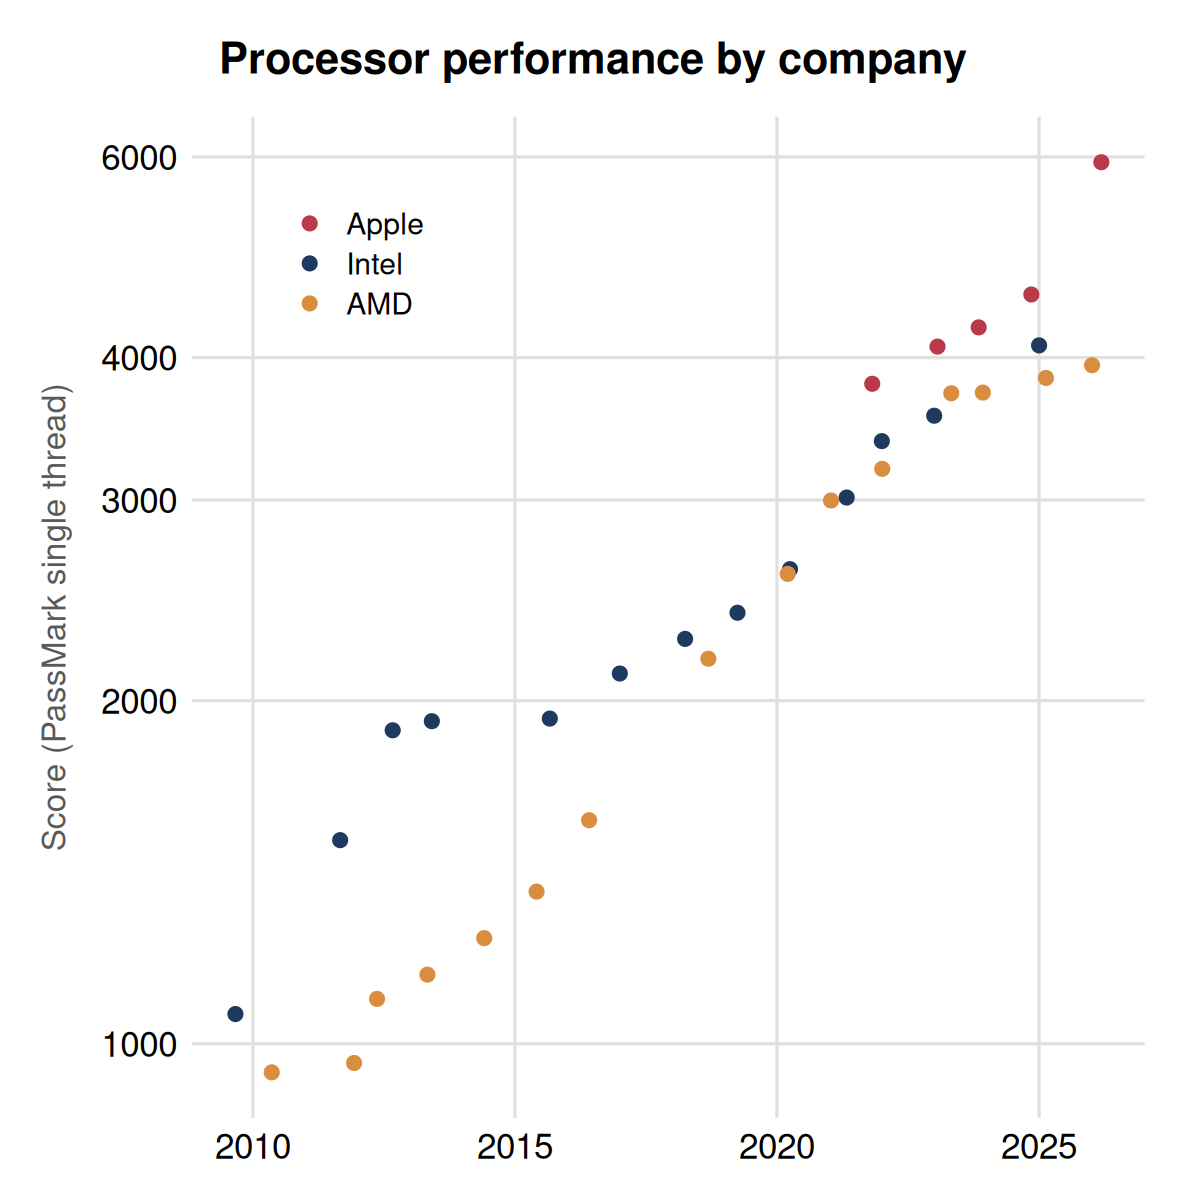 Processor performance by company
6000
4000
3000
2000
1000
Score (PassMark single thread)
Apple
Intel
AMD
2010
2015
2020
2025